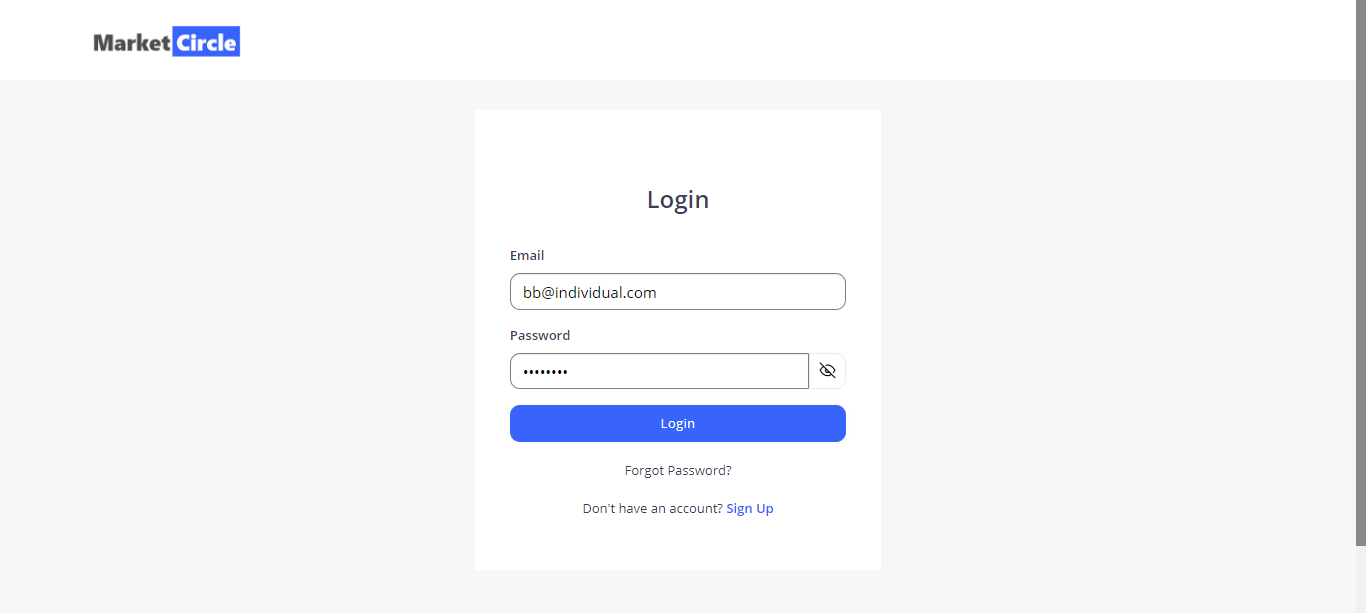 Market Circle
Login
Email
bb@individual.com
Password
••••••••
Login
Forgot Password?
Don't have an account? Sign Up